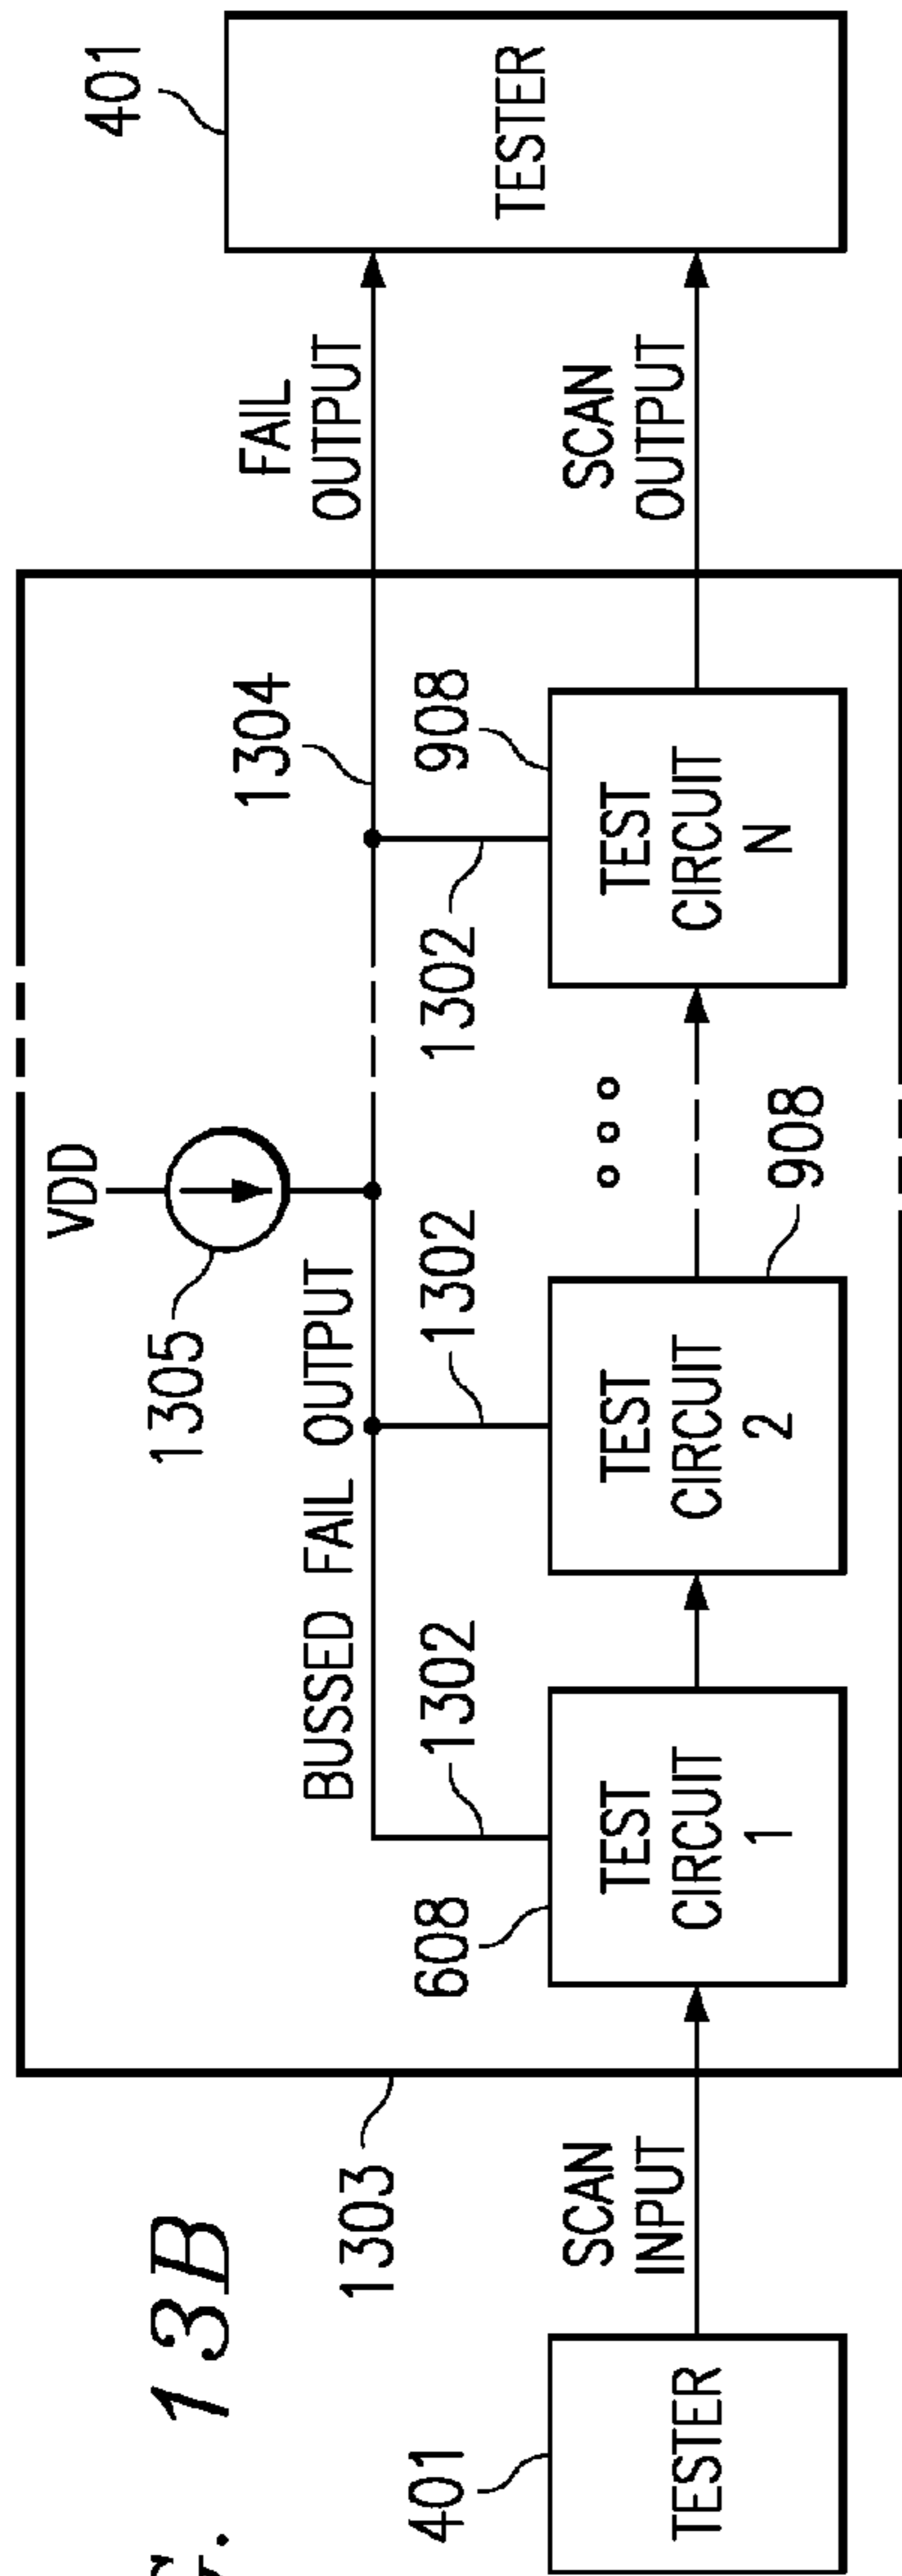 13B
401
TESTER
SCAN
INPUT
1303
608
TEST
CIRCUIT
1
1302
BUSSED FAIL OUTPUT
1305
VDD
1302
TEST
CIRCUIT
2
908
1302
1304
908
TEST
CIRCUIT
N
FAIL
OUTPUT
SCAN
OUTPUT
401
TESTER